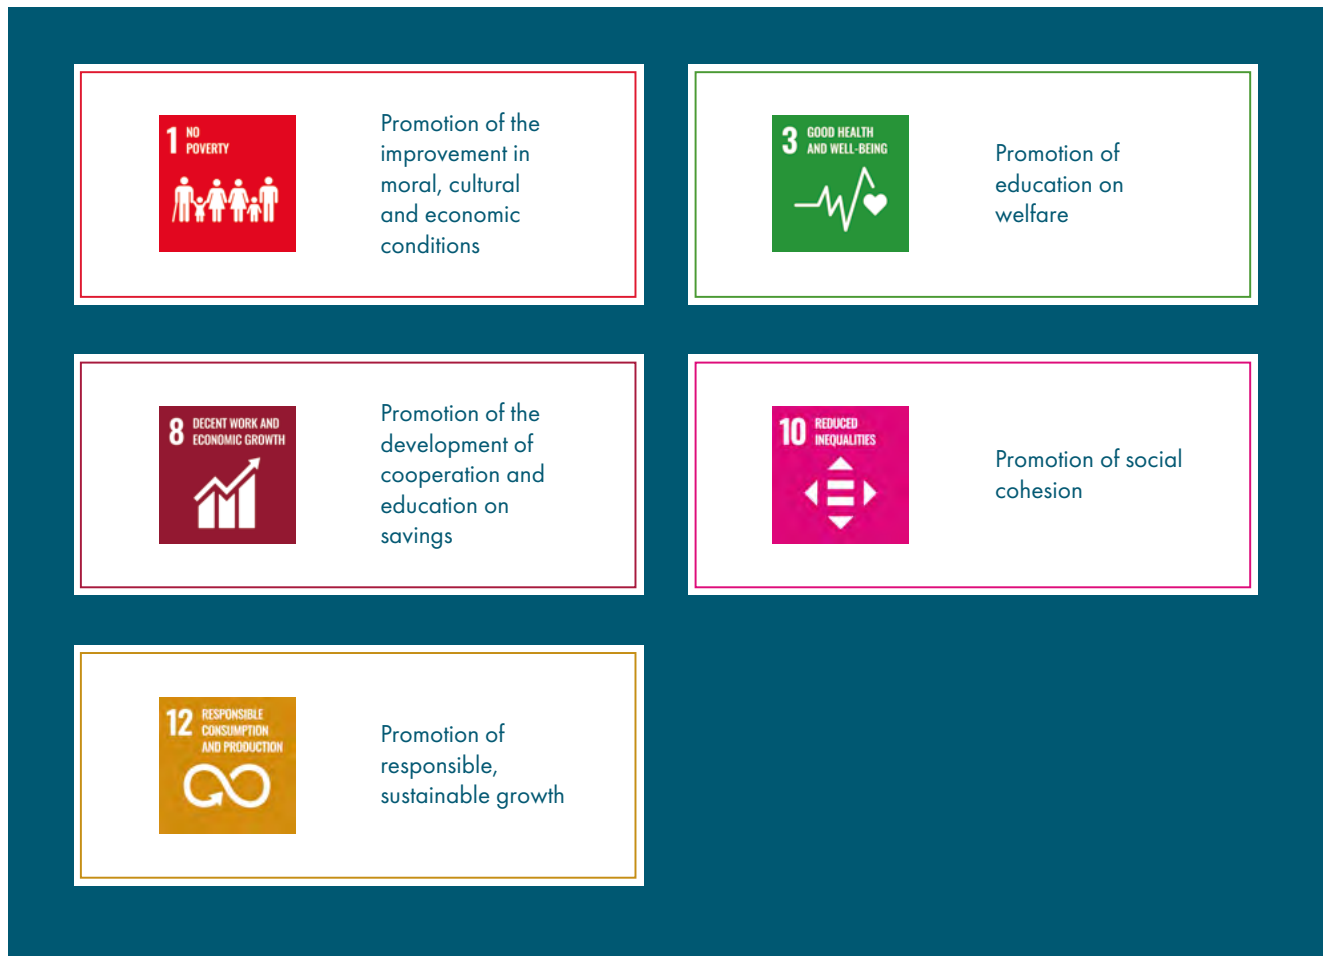 1 NO
POVERTY
Promotion of the
improvement in
moral, cultural
and economic
conditions
3 GOOD HEALTH
AND WELL-BEING
Promotion of
education on
welfare
8 DECENT WORK AND
ECONOMIC GROWTH
Promotion of the
development of
cooperation and
education on
savings
10 REDUCED
INEQUALITIES
Promotion of social
cohesion
12 RESPONSIBLE
CONSUMPTION
AND PRODUCTION
Promotion of
responsible,
sustainable growth